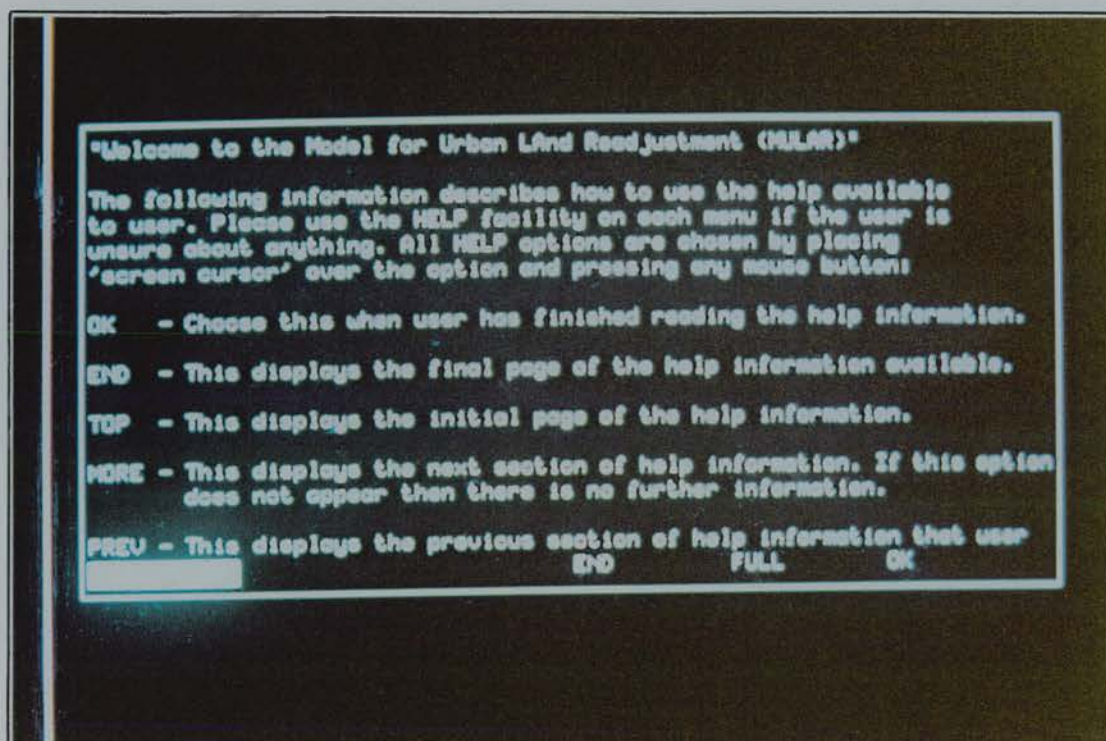 "Welcome to the Model for Urban LAnd Readjustment (MULAR)"
The following information describes how to use the help available
to user. Please use the HELP facility on each menu if the user is
unsure about anything. All HELP options are chosen by placing
'screen cursor' over the option and pressing any mouse button:
OK - Choose this when user has finished reading the help information.
END - This displays the final page of the help information available.
TOP - This displays the initial page of the help information.
MORE - This displays the next section of help information. If this option
does not appear then there is no further information.
PREV - This displays the previous section of help information that user
END FULL OK